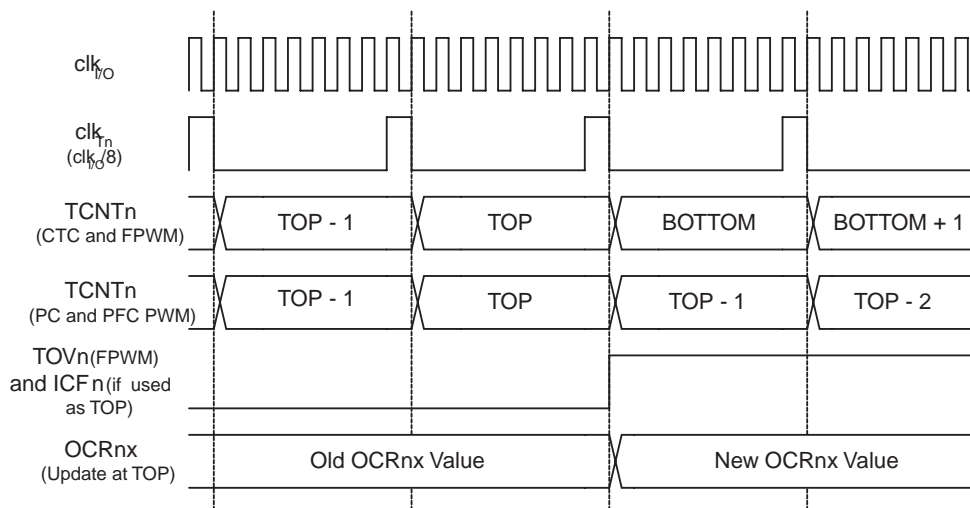 clkI/O
clkTn
(clkI/O/8)
TCNTn
(CTC and FPWM)
TOP - 1
TOP
BOTTOM
BOTTOM + 1
TCNTn
(PC and PFC PWM)
TOP - 1
TOP
TOP - 1
TOP - 2
TOVn(FPWM)
and ICFn(if used
as TOP)
OCRnx
(Update at TOP)
Old OCRnx Value
New OCRnx Value